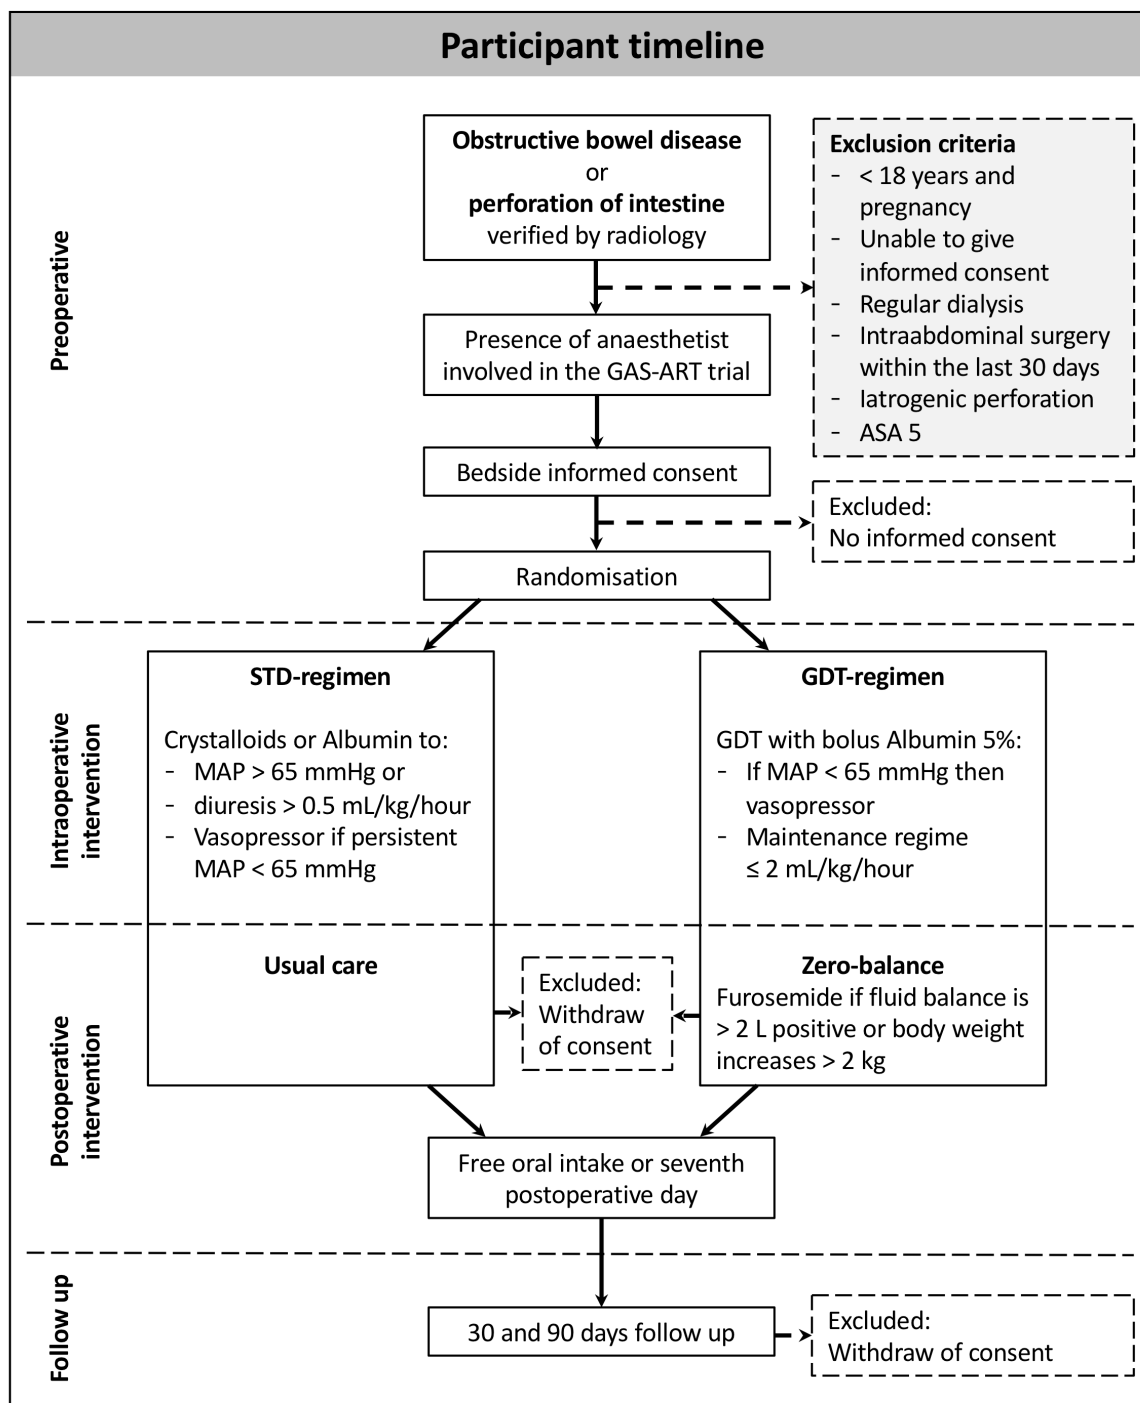 Participant timeline
Preoperative
Obstructive bowel disease
or
perforation of intestine
verified by radiology
Exclusion criteria
- < 18 years and
pregnancy
- Unable to give
informed consent
- Regular dialysis
- Intraabdominal surgery
within the last 30 days
- Iatrogenic perforation
- ASA 5
Presence of anaesthetist
involved in the GAS-ART trial
Bedside informed consent
Excluded:
No informed consent
Randomisation
Intraoperative
intervention
STD-regimen
Crystalloids or Albumin to:
- MAP > 65 mmHg or
- diuresis > 0.5 mL/kg/hour
- Vasopressor if persistent
MAP < 65 mmHg
GDT-regimen
GDT with bolus Albumin 5%:
- If MAP < 65 mmHg then
vasopressor
- Maintenance regime
≤ 2 mL/kg/hour
Postoperative
intervention
Usual care
Excluded:
Withdraw
of consent
Zero-balance
Furosemide if fluid balance is
> 2 L positive or body weight
increases > 2 kg
Free oral intake or seventh
postoperative day
Follow up
30 and 90 days follow up
Excluded:
Withdraw of consent